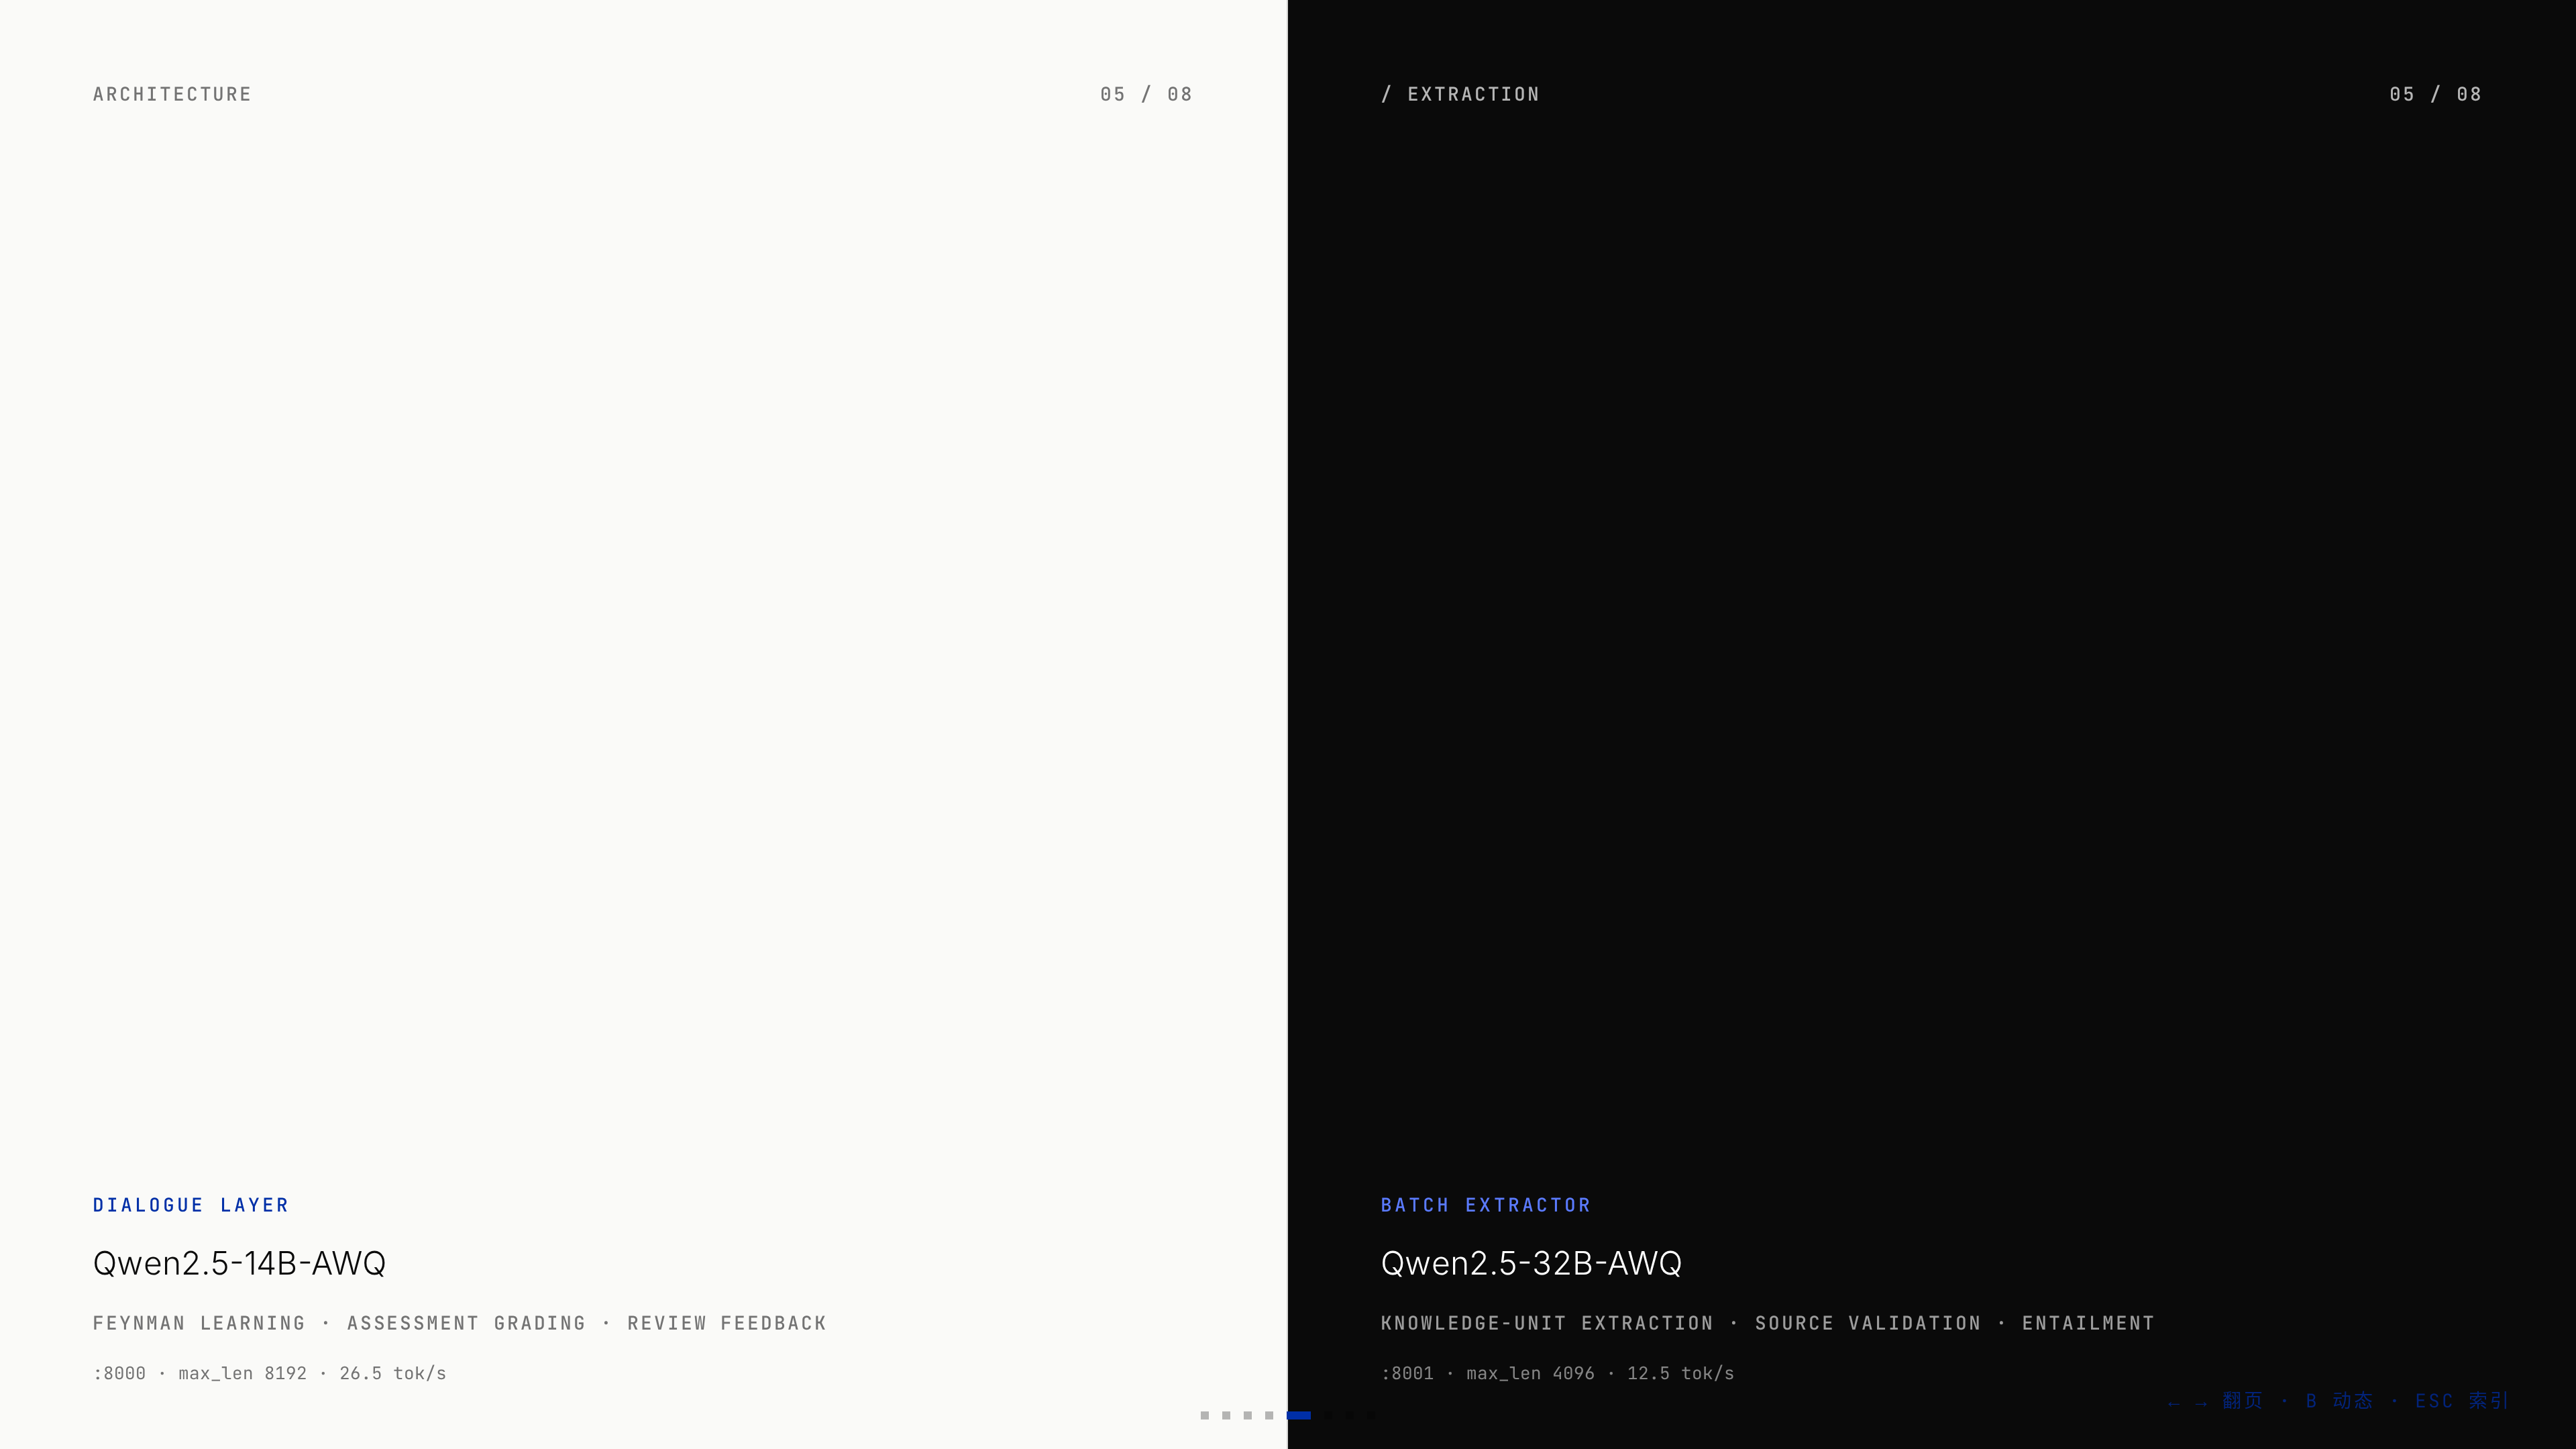 ARCHITECTURE
05 / 08
DIALOGUE LAYER
Qwen2.5-14B-AWQ
FEYNMAN LEARNING · ASSESSMENT GRADING · REVIEW FEEDBACK
:8000 · max_len 8192 · 26.5 tok/s
/ EXTRACTION
05 / 08
BATCH EXTRACTOR
Qwen2.5-32B-AWQ
KNOWLEDGE-UNIT EXTRACTION · SOURCE VALIDATION · ENTAILMENT
:8001 · max_len 4096 · 12.5 tok/s
← → 翻页 · B 动态 · ESC 索引